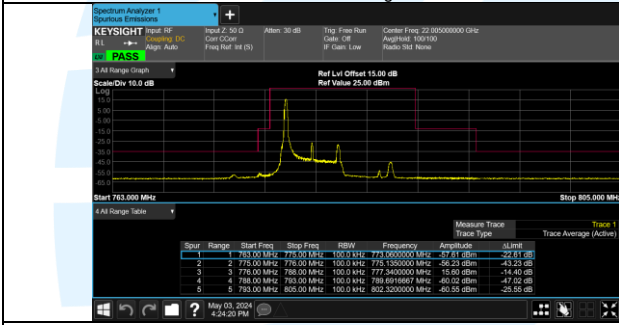 Spectrum Analyzer 1
Spurious Emissions
+
KEYSIGHT Input: RF Input Z: 50 Ω Atten: 30 dB Trig: Free Run Center Freq: 22.005000000 GHz
RL Coupling: DC Corr CCorr Gate: Off Avg|Hold: 100/100
Align: Auto Freq Ref: Int (S) IF Gain: Low Radio Std: None
PASS
3 All Range Graph
Ref Lvl Offset 15.00 dB
Scale/Div 10.0 dB Ref Value 25.00 dBm
Log
15.0
5.00
-5.00
-15.0
-25.0
-35.0
-45.0
-55.0
-65.0
Start 763.000 MHz Stop 805.000 MHz
4 All Range Table
Measure Trace Trace 1
Trace Type Trace Average (Active)
Spur Range Start Freq Stop Freq RBW Frequency Amplitude ΔLimit
1 1 763.00 MHz 775.00 MHz 100.0 kHz 773.0600000 MHz -57.61 dBm -22.61 dB
2 2 775.00 MHz 776.00 MHz 100.0 kHz 775.1350000 MHz -56.23 dBm -43.23 dB
3 3 776.00 MHz 788.00 MHz 100.0 kHz 777.3400000 MHz 15.60 dBm -14.40 dB
4 4 788.00 MHz 793.00 MHz 100.0 kHz 789.6916667 MHz -60.02 dBm -47.02 dB
5 5 793.00 MHz 805.00 MHz 100.0 kHz 802.3200000 MHz -60.55 dBm -25.55 dB
?
May 03, 2024
4:24:20 PM